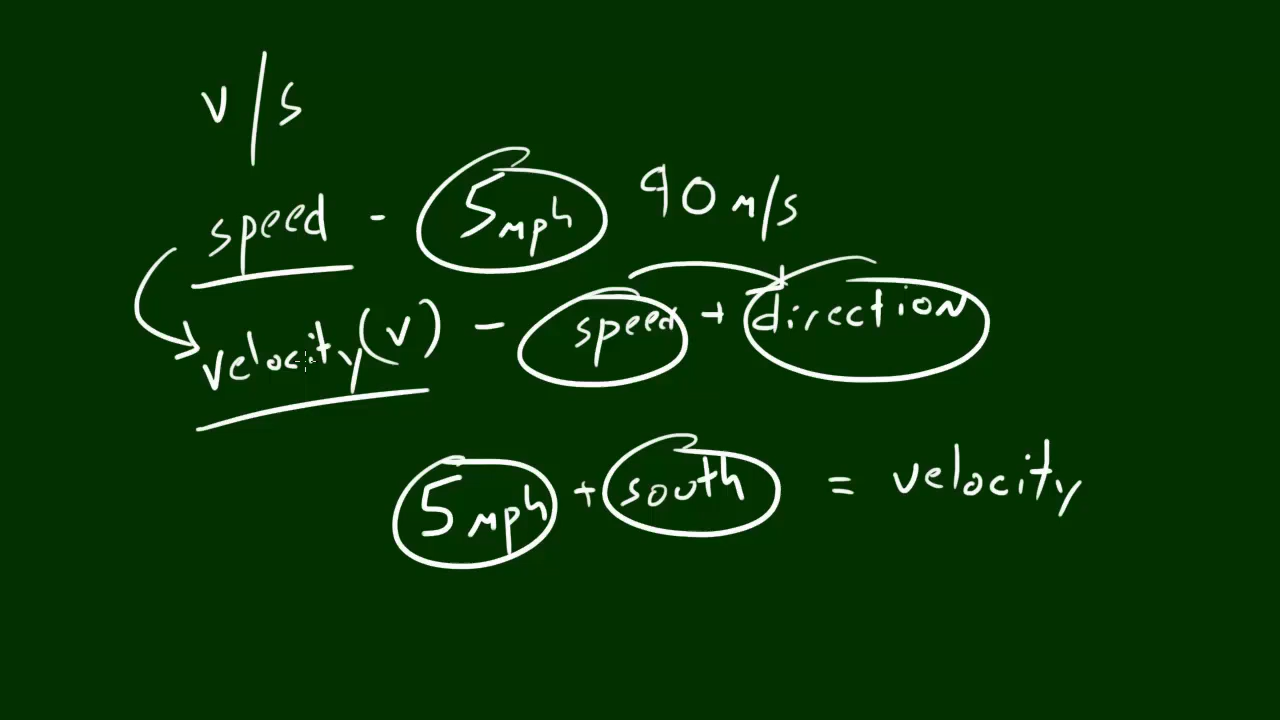 v/s
speed - 5mph 90 m/s
velocity (v) - speed + direction
5mph + south = velocity